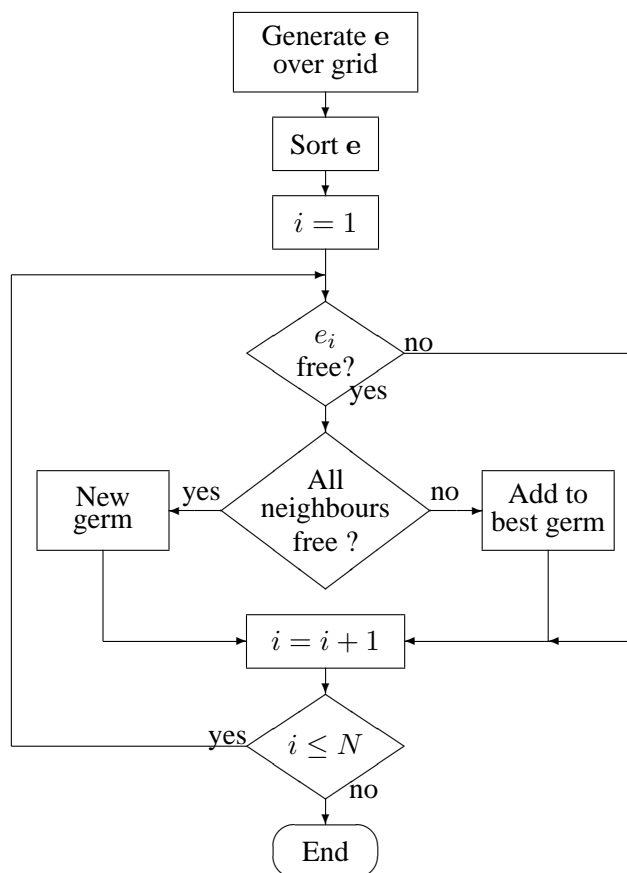 Generate e
over grid
Sort e
i = 1
e_i
free?
no
yes
All
neighbours
free ?
yes
no
New
germ
Add to
best germ
i = i + 1
i ≤ N
yes
no
End